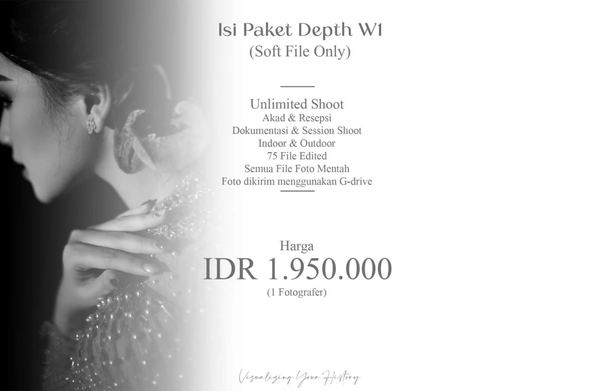 Isi Paket Depth W1
(Soft File Only)
Unlimited Shoot
Akad & Resepsi
Dokumentasi & Session Shoot
Indoor & Outdoor
75 File Edited
Semua File Foto Mentah
Foto dikirim menggunakan G-drive
Harga
IDR 1.950.000
(1 Fotografer)
Visualizing Your History